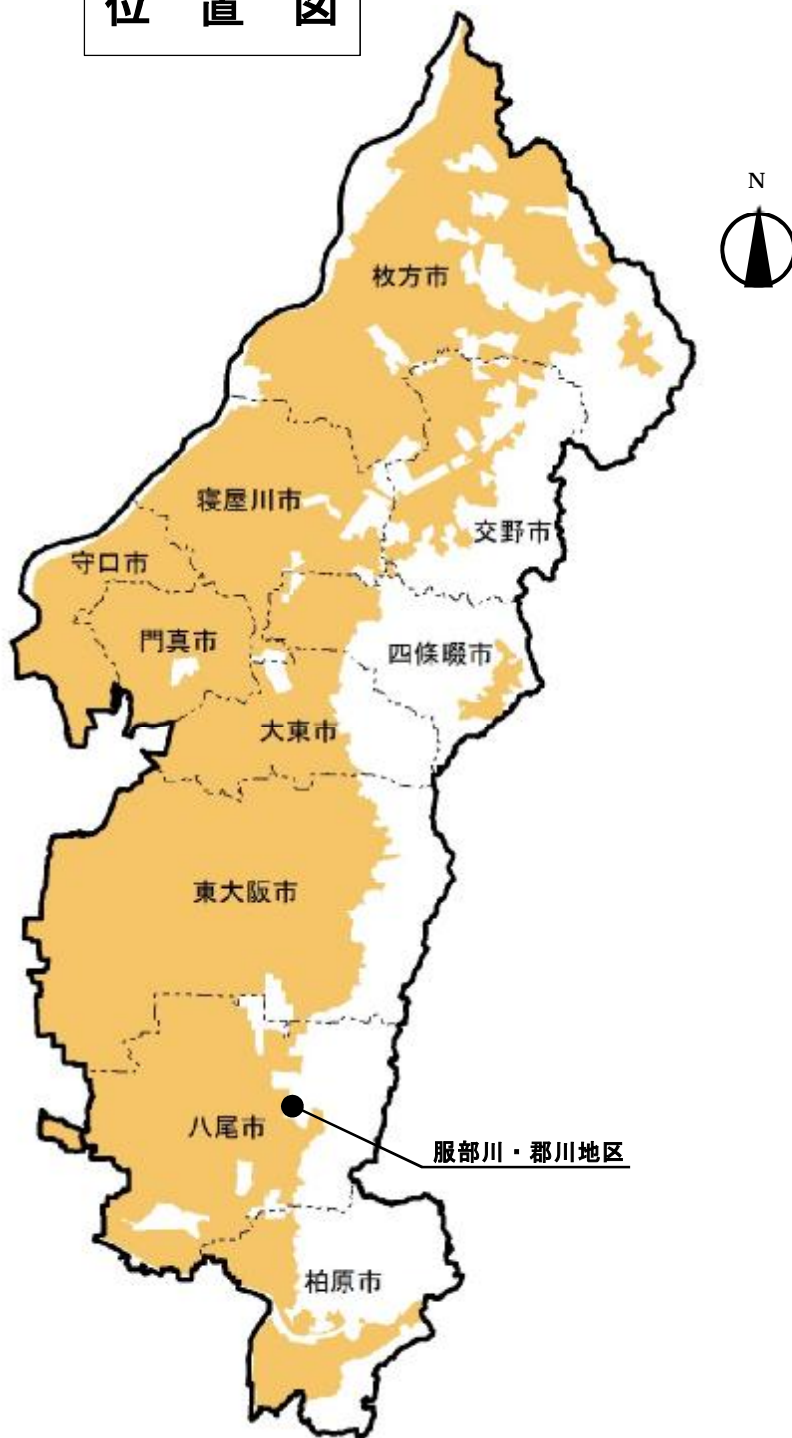 位 置 図
N
枚方市
寝屋川市
交野市
守口市
門真市
四條畷市
大東市
東大阪市
八尾市
服部川・郡川地区
柏原市